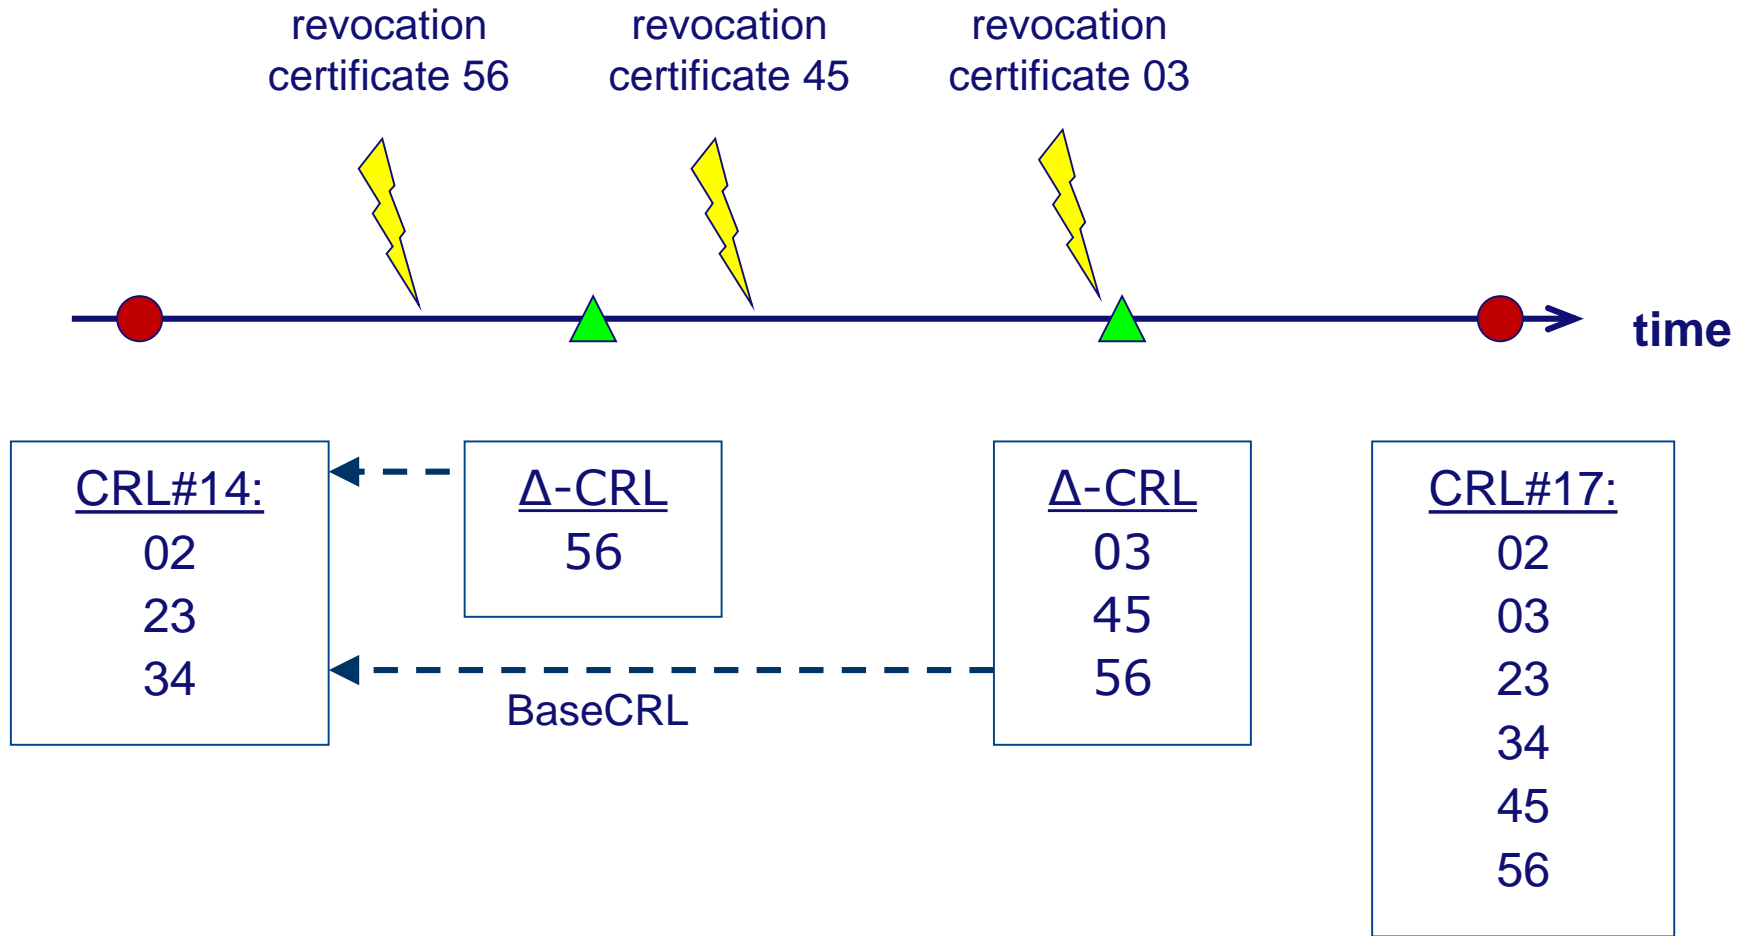 revocation
certificate 56
revocation
certificate 45
revocation
certificate 03
time
CRL#14:
02
23
34
Δ-CRL
56
BaseCRL
Δ-CRL
03
45
56
CRL#17:
02
03
23
34
45
56